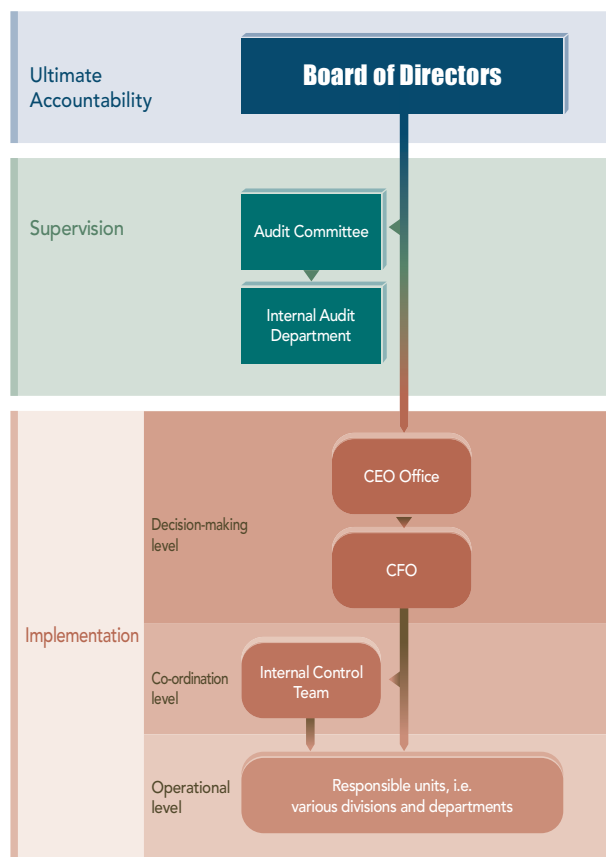 Ultimate
Accountability
Board of Directors
Supervision
Audit Committee
Internal Audit
Department
Implementation
Decision-making
level
CEO Office
CFO
Co-ordination
level
Internal Control
Team
Operational
level
Responsible units, i.e.
various divisions and departments